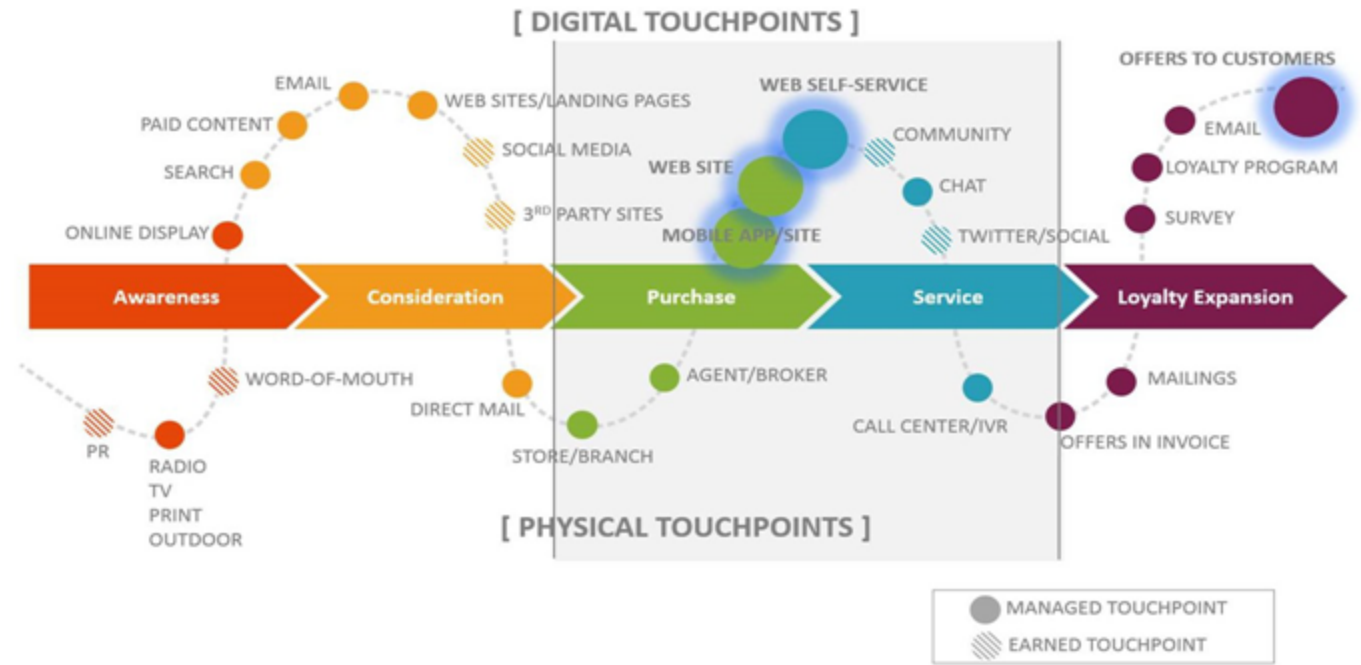 [ DIGITAL TOUCHPOINTS ]
OFFERS TO CUSTOMERS
EMAIL
WEB SELF-SERVICE
WEB SITES/LANDING PAGES
PAID CONTENT
EMAIL
COMMUNITY
SOCIAL MEDIA
SEARCH
WEB SITE
LOYALTY PROGRAM
CHAT
3RD PARTY SITES
SURVEY
ONLINE DISPLAY
MOBILE APP/SITE
TWITTER/SOCIAL
Awareness
Consideration
Purchase
Service
Loyalty Expansion
WORD-OF-MOUTH
AGENT/BROKER
MAILINGS
DIRECT MAIL
CALL CENTER/IVR
OFFERS IN INVOICE
PR
STORE/BRANCH
RADIO
TV
PRINT
OUTDOOR
[ PHYSICAL TOUCHPOINTS ]
MANAGED TOUCHPOINT
EARNED TOUCHPOINT